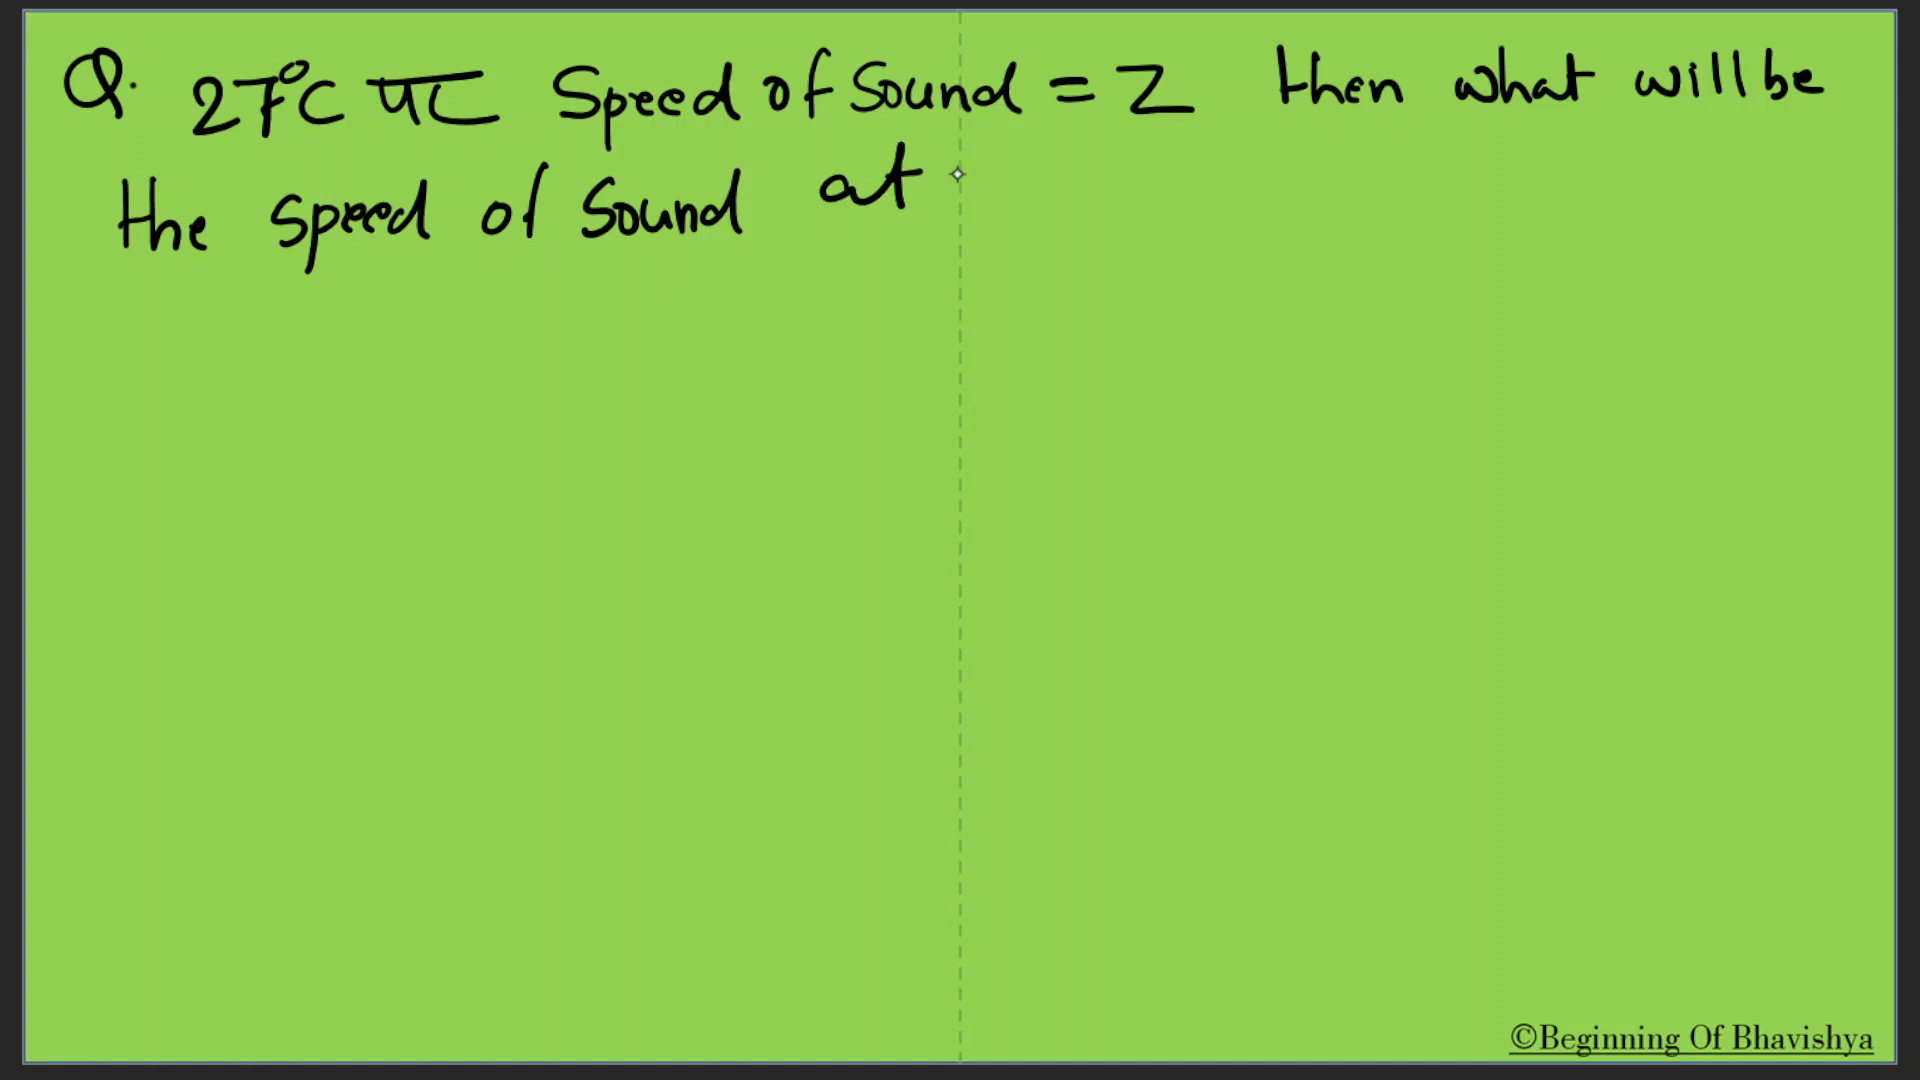 Q. 27°C पर Speed of Sound = Z then what will be
the speed of sound at
©Beginning Of Bhavishya